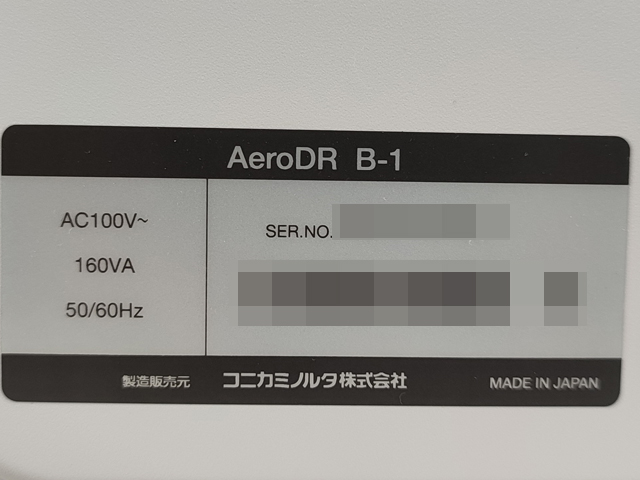 AeroDR B-1
AC100V~
160VA
50/60Hz
SER.NO.
製造販売元 コニカミノルタ株式会社 MADE IN JAPAN